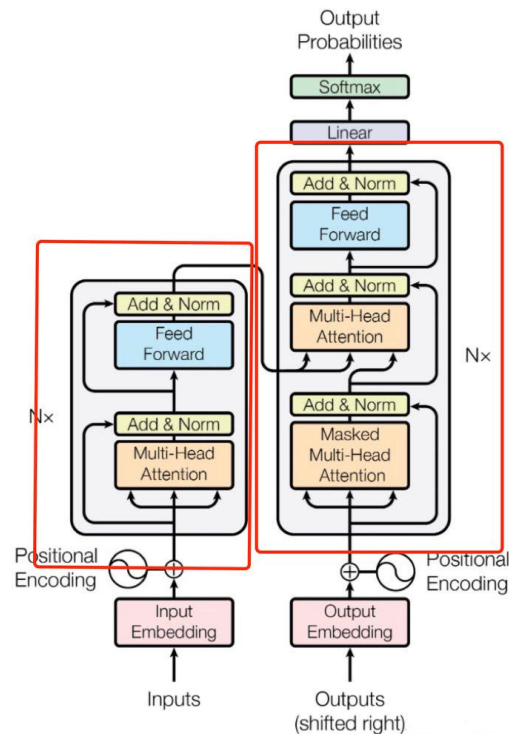 Output
Probabilities
Softmax
Linear
Add & Norm
Feed
Forward
Add & Norm
Multi-Head
Attention
N×
Add & Norm
Masked
Multi-Head
Attention
Add & Norm
Feed
Forward
N×
Add & Norm
Multi-Head
Attention
Positional
Encoding
Positional
Encoding
Input
Embedding
Output
Embedding
Inputs
Outputs
(shifted right)